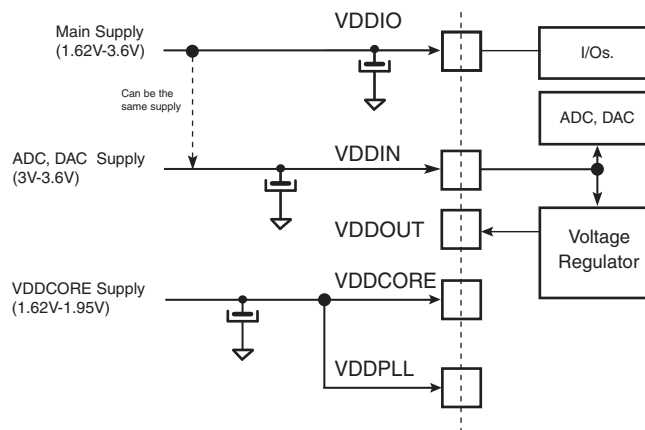 Main Supply
(1.62V-3.6V)
VDDIO
I/Os.
Can be the
same supply
ADC, DAC
ADC, DAC Supply
(3V-3.6V)
VDDIN
VDDOUT
Voltage
Regulator
VDDCORE Supply
(1.62V-1.95V)
VDDCORE
VDDPLL